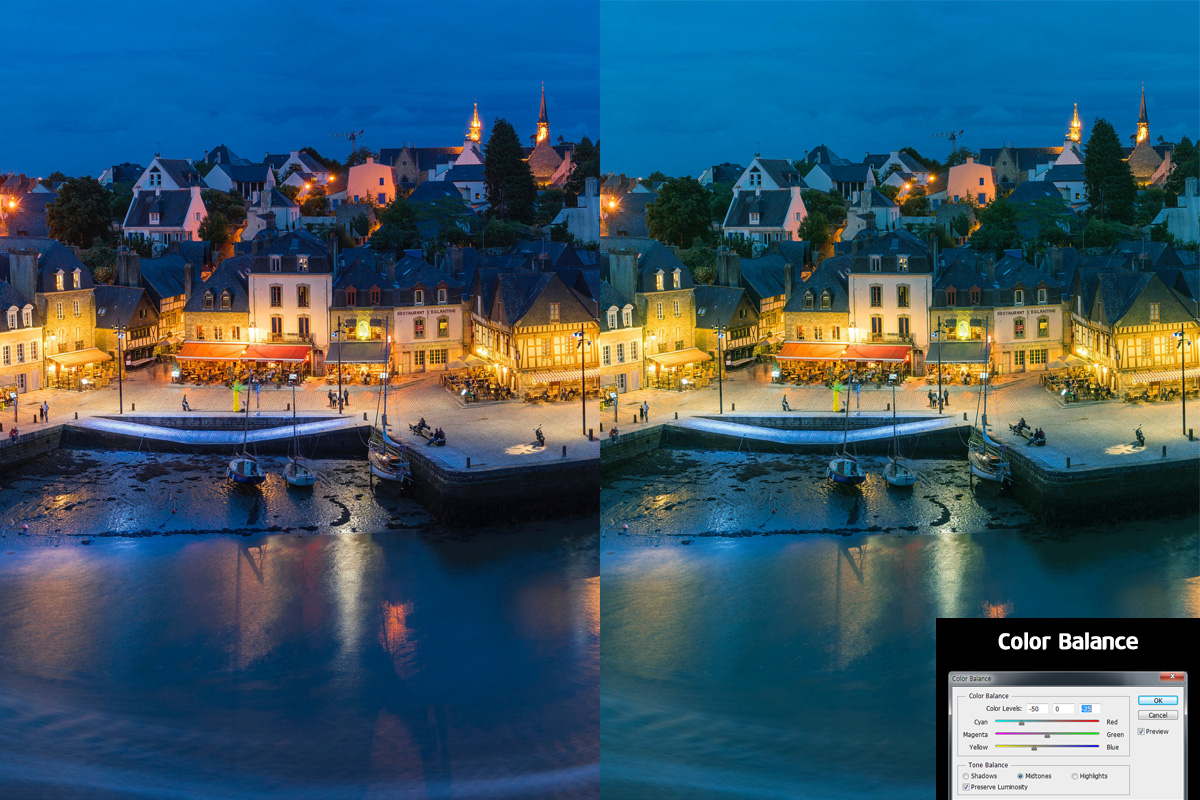 RESTAURANT L'EGLANTINE
RESTAURANT L'EGLANTINE
Color Balance
Color Balance
Color Balance
Color Levels: -50 0 -25
OK
Cancel
Preview
Cyan Red
Magenta Green
Yellow Blue
Tone Balance
Shadows Midtones Highlights
Preserve Luminosity